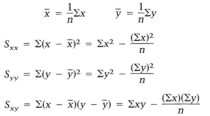 x̅ = 1/n Σx    y̅ = 1/n Σy
Sxx = Σ(x − x̅)² = Σx² − (Σx)²/n
Syy = Σ(y − y̅)² = Σy² − (Σy)²/n
Sxy = Σ(x − x̅)(y − y̅) = Σxy − (Σx)(Σy)/n